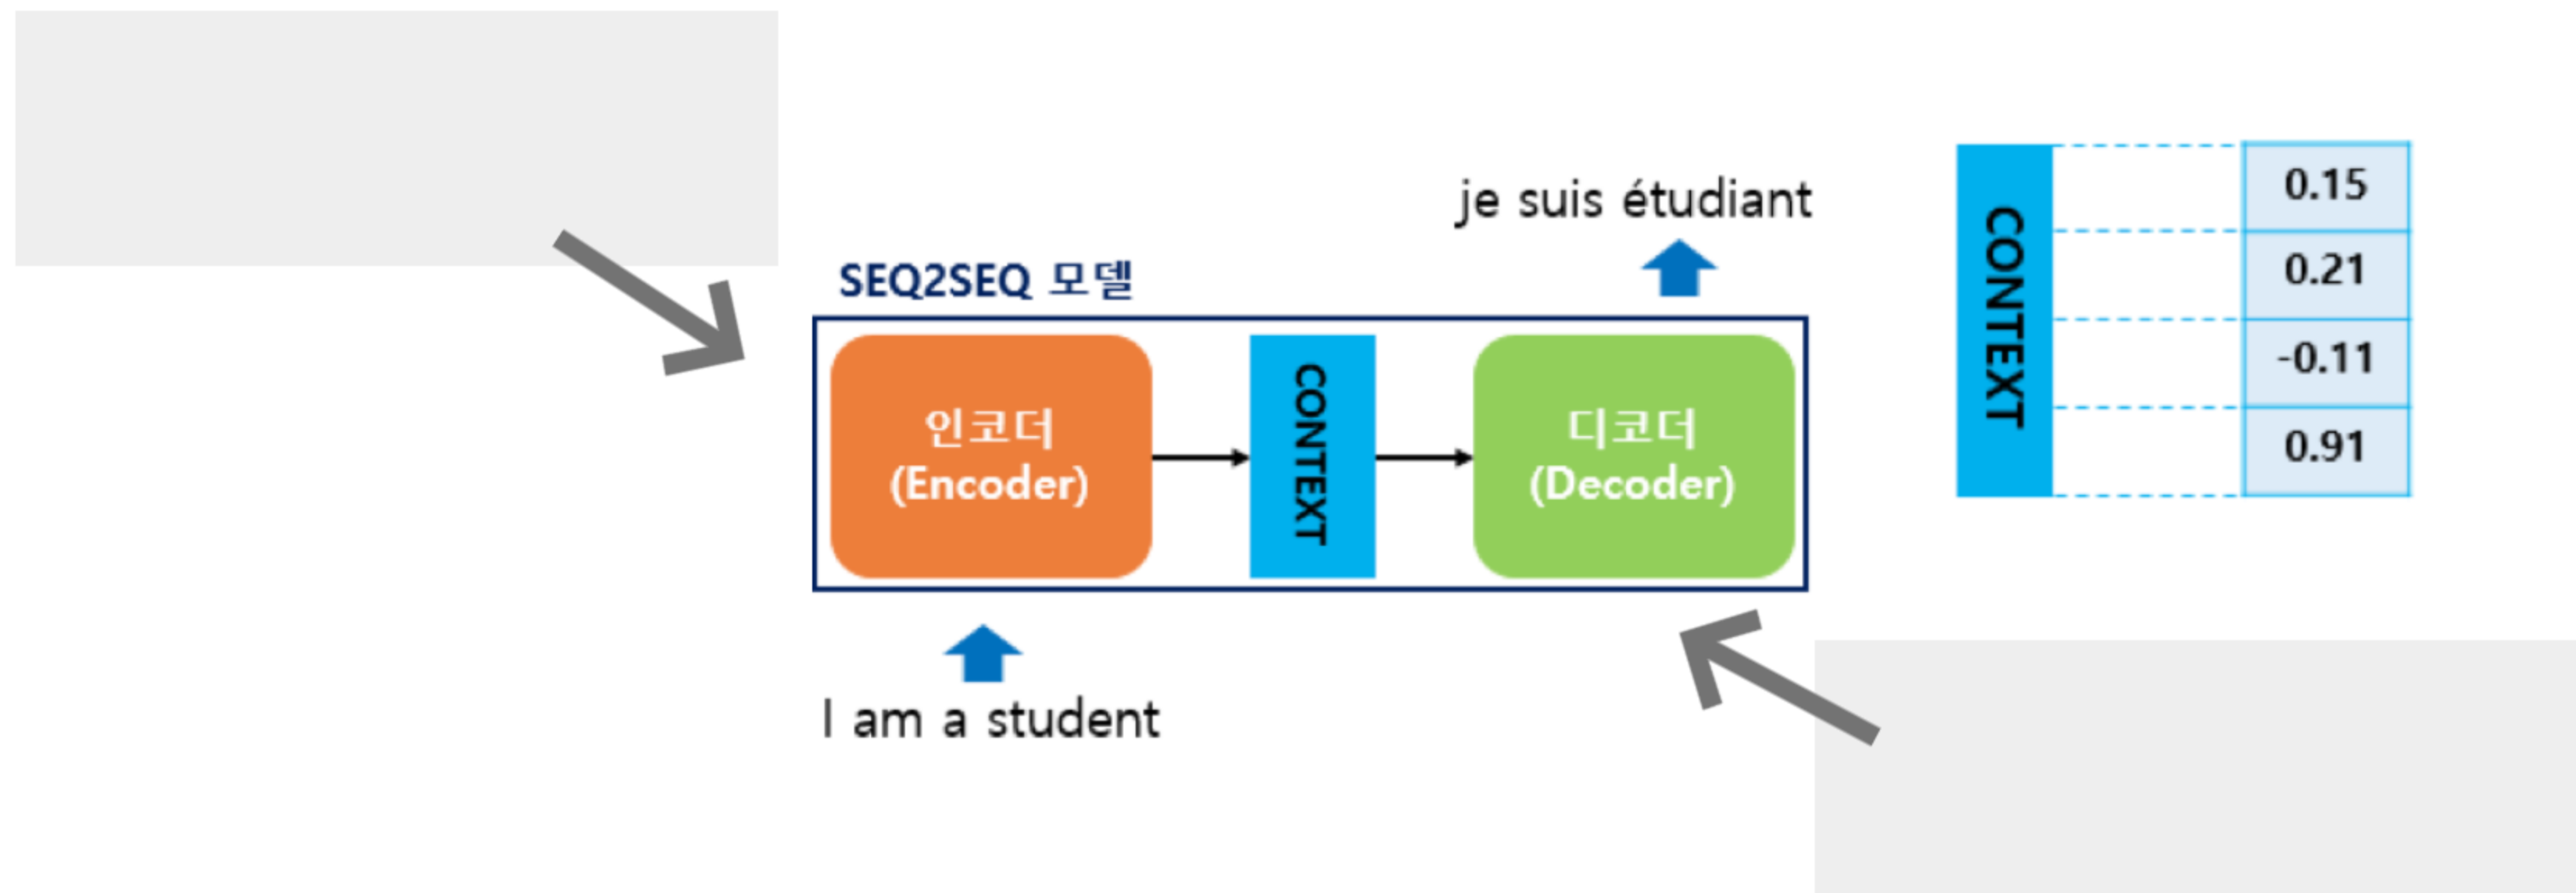 je suis étudiant
SEQ2SEQ 모델
인코더
(Encoder)
CONTEXT
디코더
(Decoder)
I am a student
CONTEXT
0.15
0.21
-0.11
0.91